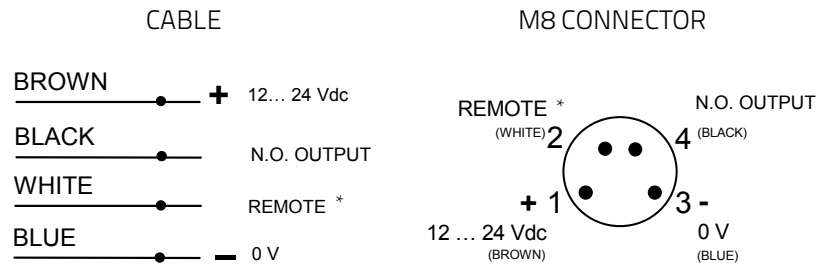 CABLE
BROWN
+ 12... 24 Vdc
BLACK
N.O. OUTPUT
WHITE
REMOTE *
BLUE
- 0 V
M8 CONNECTOR
REMOTE *
(WHITE) 2
N.O. OUTPUT
4 (BLACK)
+ 1
12 ... 24 Vdc
(BROWN)
3 -
0 V
(BLUE)